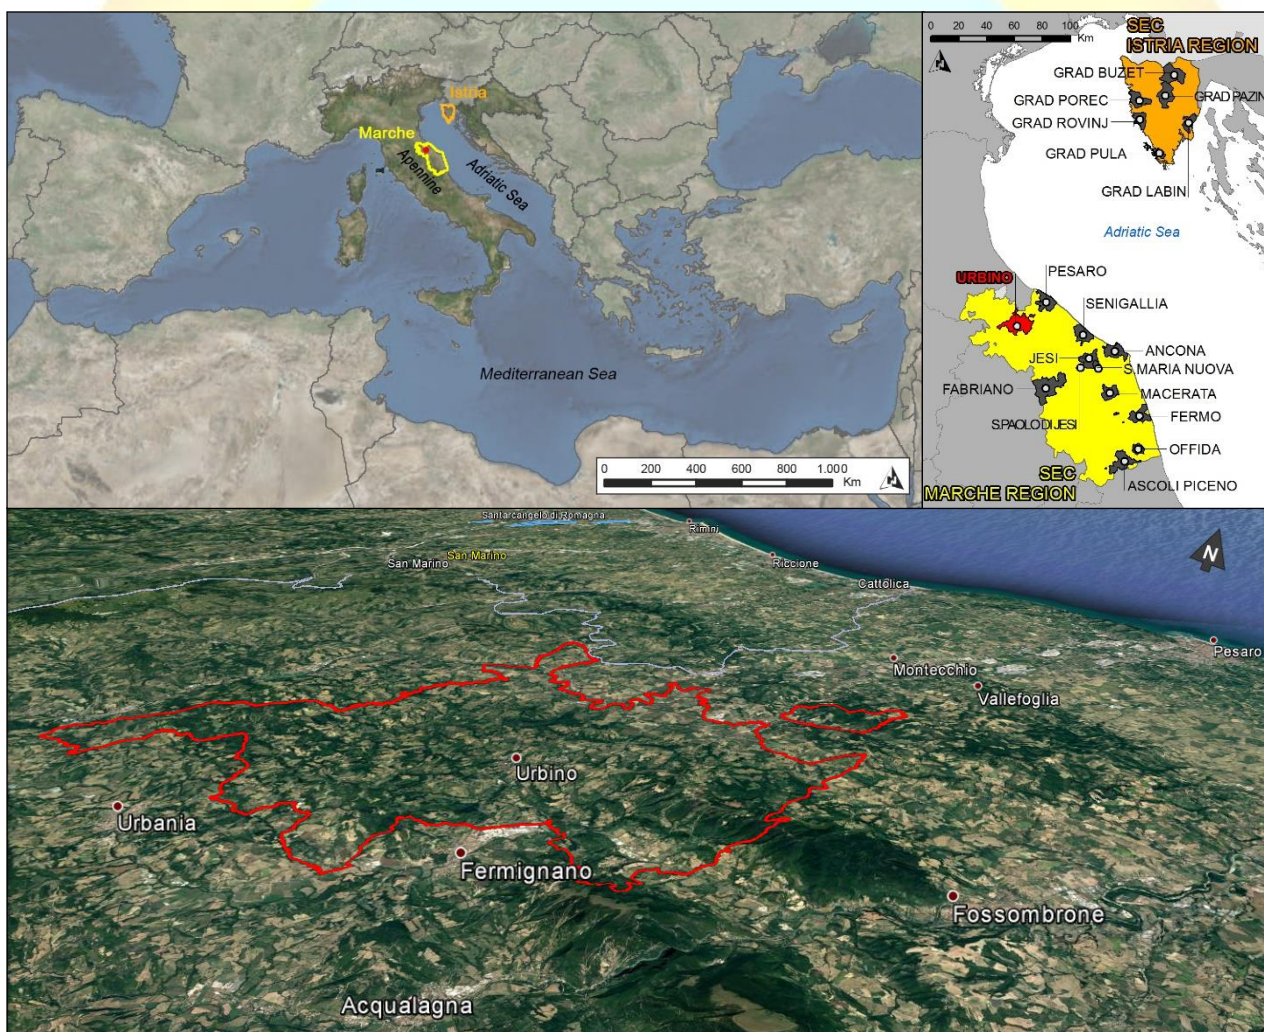 Istria
Marche
Apennine
Adriatic Sea
Mediterranean Sea
0 200 400 600 800 1.000
Km
0 20 40 60 80 100
Km
SEC
ISTRIA REGION
GRAD BUZET
GRAD PAZIN
GRAD POREC
GRAD ROVINJ
GRAD PULA
GRAD LABIN
Adriatic Sea
URBINO
PESARO
SENIGALLIA
JESI
ANCONA
S.MARIA NUOVA
FABRIANO
MACERATA
S.PAOLO DI JESI
FERMO
OFFIDA
SEC
MARCHE REGION
ASCOLI PICENO
Santarcangelo di Romagna
Rimini
N
San Marino
San Marino
Riccione
Cattolica
Pesaro
Montecchio
Vallefoglia
Urbino
Urbania
Fermignano
Fossombrone
Acqualagna